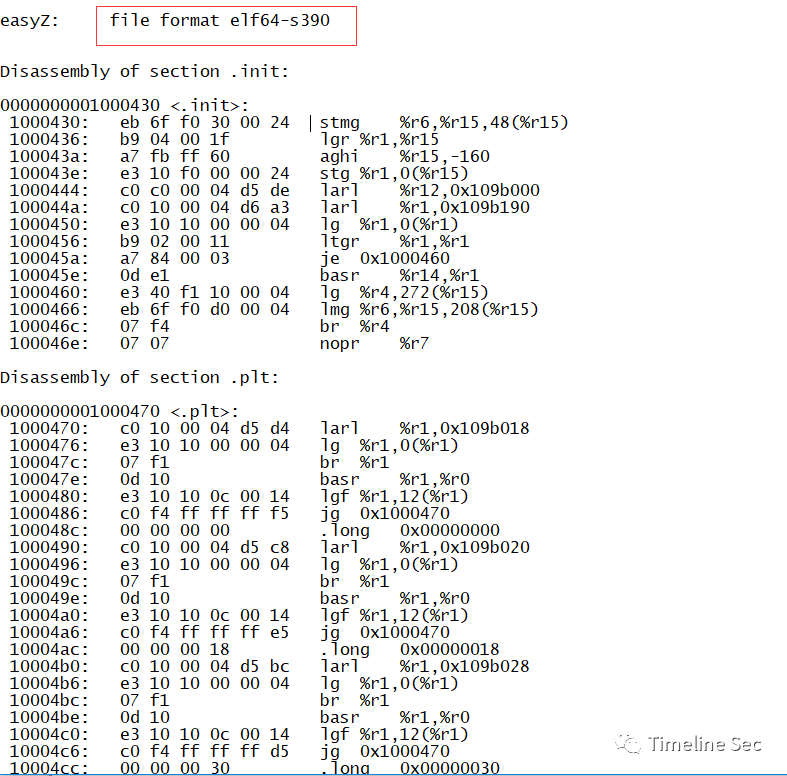 easyZ:     file format elf64-s390
Disassembly of section .init:
0000000001000430 <.init>:
1000430:   eb 6f f0 30 00 24  | stmg   %r6,%r15,48(%r15)
1000436:   b9 04 00 1f         lgr %r1,%r15
100043a:   a7 fb ff 60         aghi   %r15,-160
100043e:   e3 10 f0 00 00 24   stg %r1,0(%r15)
1000444:   c0 c0 00 04 d5 de   larl   %r12,0x109b000
100044a:   c0 10 00 04 d6 a3   larl   %r1,0x109b190
1000450:   e3 10 10 00 00 04   lg  %r1,0(%r1)
1000456:   b9 02 00 11         ltgr   %r1,%r1
100045a:   a7 84 00 03         je  0x1000460
100045e:   0d e1               basr   %r14,%r1
1000460:   e3 40 f1 10 00 04   lg  %r4,272(%r15)
1000466:   eb 6f f0 d0 00 04   lmg %r6,%r15,208(%r15)
100046c:   07 f4               br  %r4
100046e:   07 07               nopr   %r7
Disassembly of section .plt:
0000000001000470 <.plt>:
1000470:   c0 10 00 04 d5 d4   larl   %r1,0x109b018
1000476:   e3 10 10 00 00 04   lg  %r1,0(%r1)
100047c:   07 f1               br  %r1
100047e:   0d 10               basr   %r1,%r0
1000480:   e3 10 10 0c 00 14   lgf %r1,12(%r1)
1000486:   c0 f4 ff ff ff f5   jg  0x1000470
100048c:   00 00 00 00         .long  0x00000000
1000490:   c0 10 00 04 d5 c8   larl   %r1,0x109b020
1000496:   e3 10 10 00 00 04   lg  %r1,0(%r1)
100049c:   07 f1               br  %r1
100049e:   0d 10               basr   %r1,%r0
10004a0:   e3 10 10 0c 00 14   lgf %r1,12(%r1)
10004a6:   c0 f4 ff ff ff e5   jg  0x1000470
10004ac:   00 00 00 18         .long  0x00000018
10004b0:   c0 10 00 04 d5 bc   larl   %r1,0x109b028
10004b6:   e3 10 10 00 00 04   lg  %r1,0(%r1)
10004bc:   07 f1               br  %r1
10004be:   0d 10               basr   %r1,%r0
10004c0:   e3 10 10 0c 00 14   lgf %r1,12(%r1)
10004c6:   c0 f4 ff ff ff d5   jg  0x1000470
10004cc:   00 00 00 30         .long  0x00000030
Timeline Sec